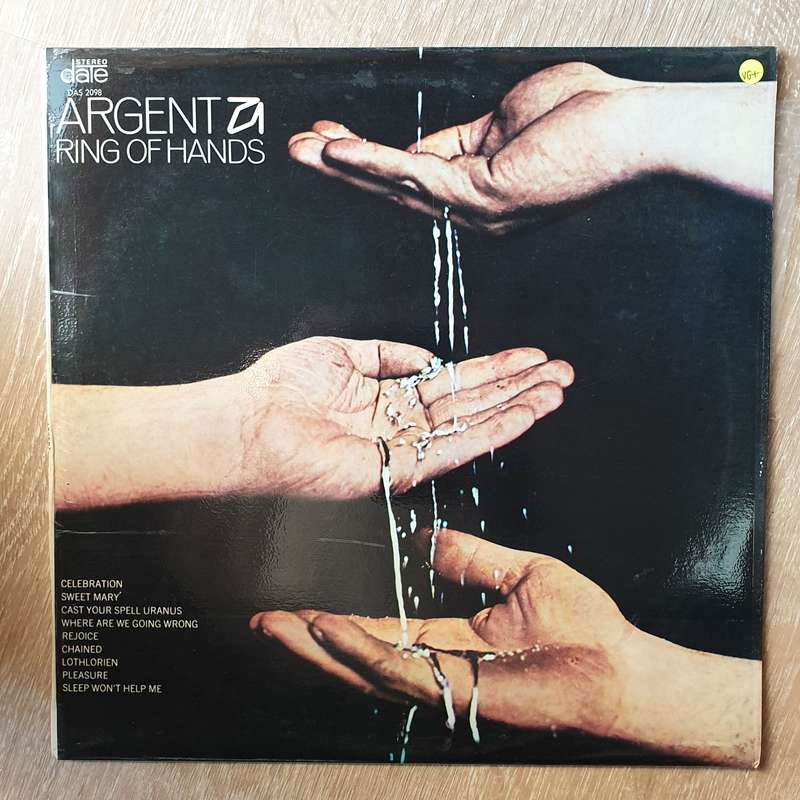 STEREO
date
DAS 2098
ARGENT
RING OF HANDS
VG+
CELEBRATION
SWEET MARY
CAST YOUR SPELL URANUS
WHERE ARE WE GOING WRONG
REJOICE
CHAINED
LOTHLORIEN
PLEASURE
SLEEP WON'T HELP ME